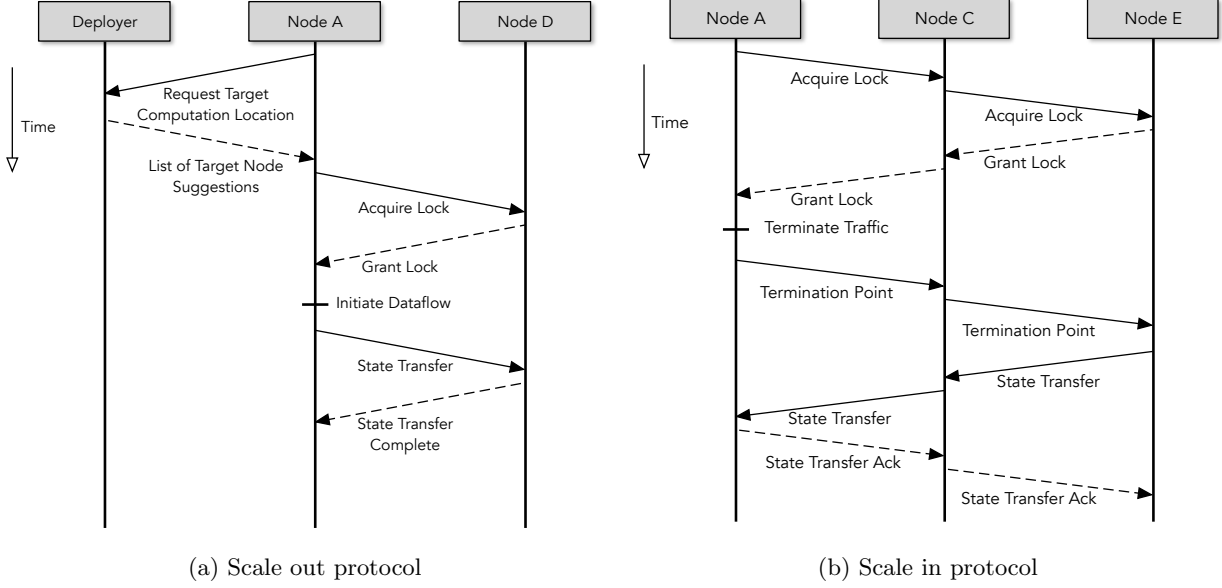 Deployer
Node A
Node D
Time
Request Target
Computation Location
List of Target Node
Suggestions
Acquire Lock
Grant Lock
Initiate Dataflow
State Transfer
State Transfer
Complete
(a) Scale out protocol
Node A
Node C
Node E
Time
Acquire Lock
Acquire Lock
Grant Lock
Grant Lock
Terminate Traffic
Termination Point
Termination Point
State Transfer
State Transfer
State Transfer Ack
State Transfer Ack
(b) Scale in protocol